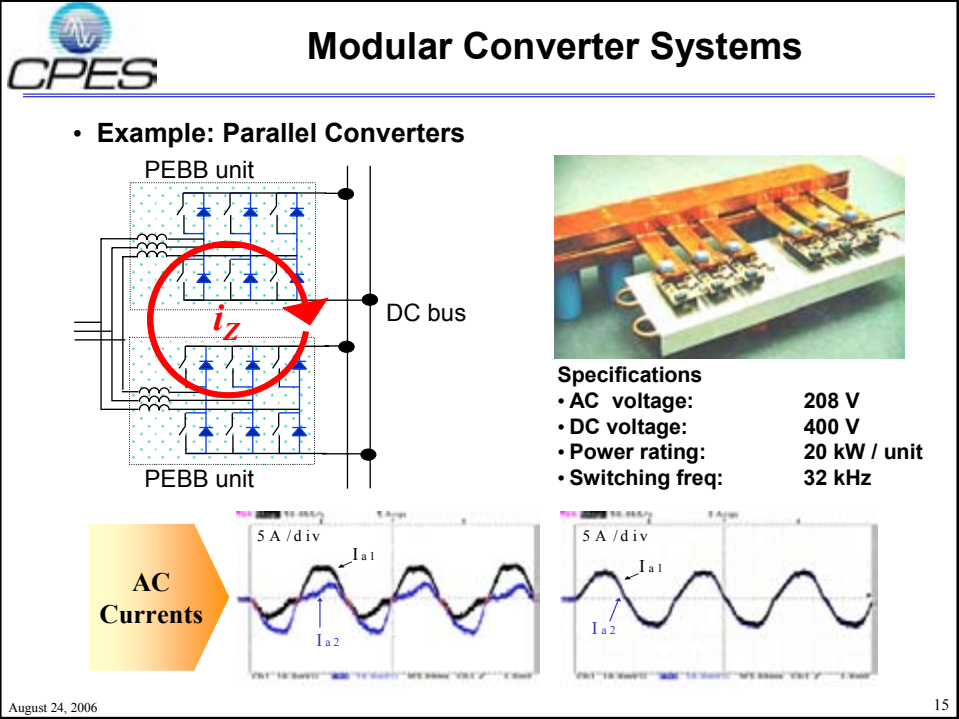 CPES
Modular Converter Systems
• Example: Parallel Converters
PEBB unit
iZ
DC bus
PEBB unit
Specifications
• AC voltage: 208 V
• DC voltage: 400 V
• Power rating: 20 kW / unit
• Switching freq: 32 kHz
AC
Currents
5 A / div
I a 1
I a 2
5 A / div
I a 1
I a 2
August 24, 2006
15